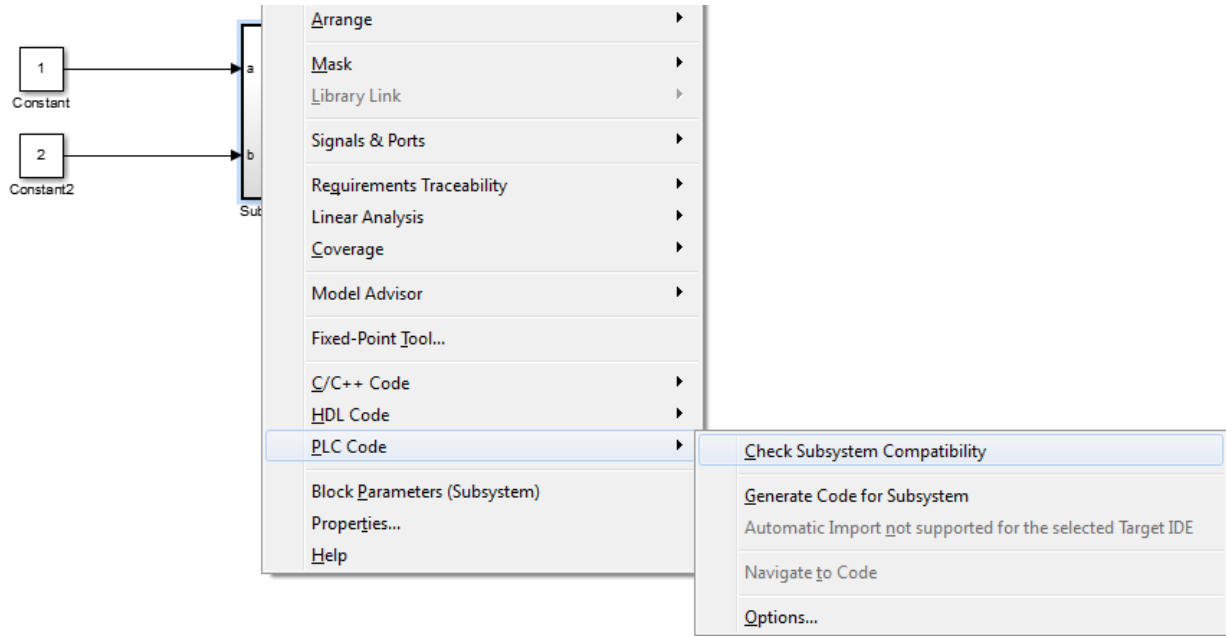 1
Constant
2
Constant2
a
b
Sub
Arrange
Mask
Library Link
Signals & Ports
Requirements Traceability
Linear Analysis
Coverage
Model Advisor
Fixed-Point Tool...
C/C++ Code
HDL Code
PLC Code
Block Parameters (Subsystem)
Properties...
Help
Check Subsystem Compatibility
Generate Code for Subsystem
Automatic Import not supported for the selected Target IDE
Navigate to Code
Options...